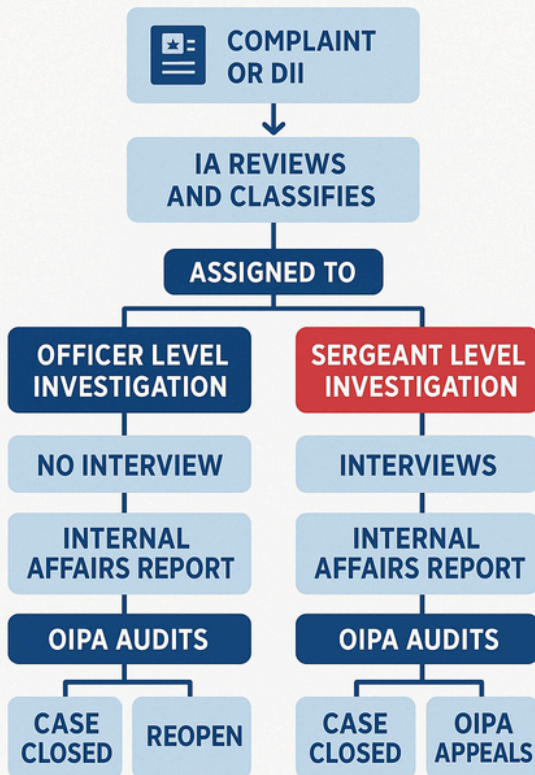 COMPLAINT
OR DII
IA REVIEWS
AND CLASSIFIES
ASSIGNED TO
OFFICER LEVEL
INVESTIGATION
NO INTERVIEW
INTERNAL
AFFAIRS REPORT
OIPA AUDITS
CASE
CLOSED
REOPEN
SERGEANT LEVEL
INVESTIGATION
INTERVIEWS
INTERNAL
AFFAIRS REPORT
OIPA AUDITS
CASE
CLOSED
OIPA
APPEALS